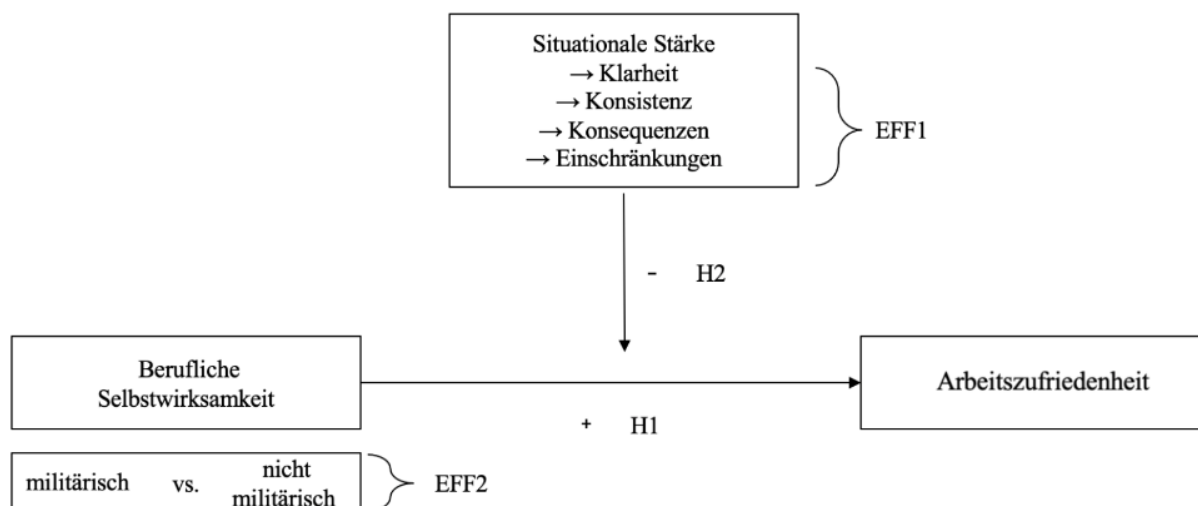 Situationale Stärke
→ Klarheit
→ Konsistenz
→ Konsequenzen
→ Einschränkungen
EFF1
- H2
Berufliche
Selbstwirksamkeit
Arbeitszufriedenheit
+ H1
militärisch vs. nicht
militärisch
EFF2